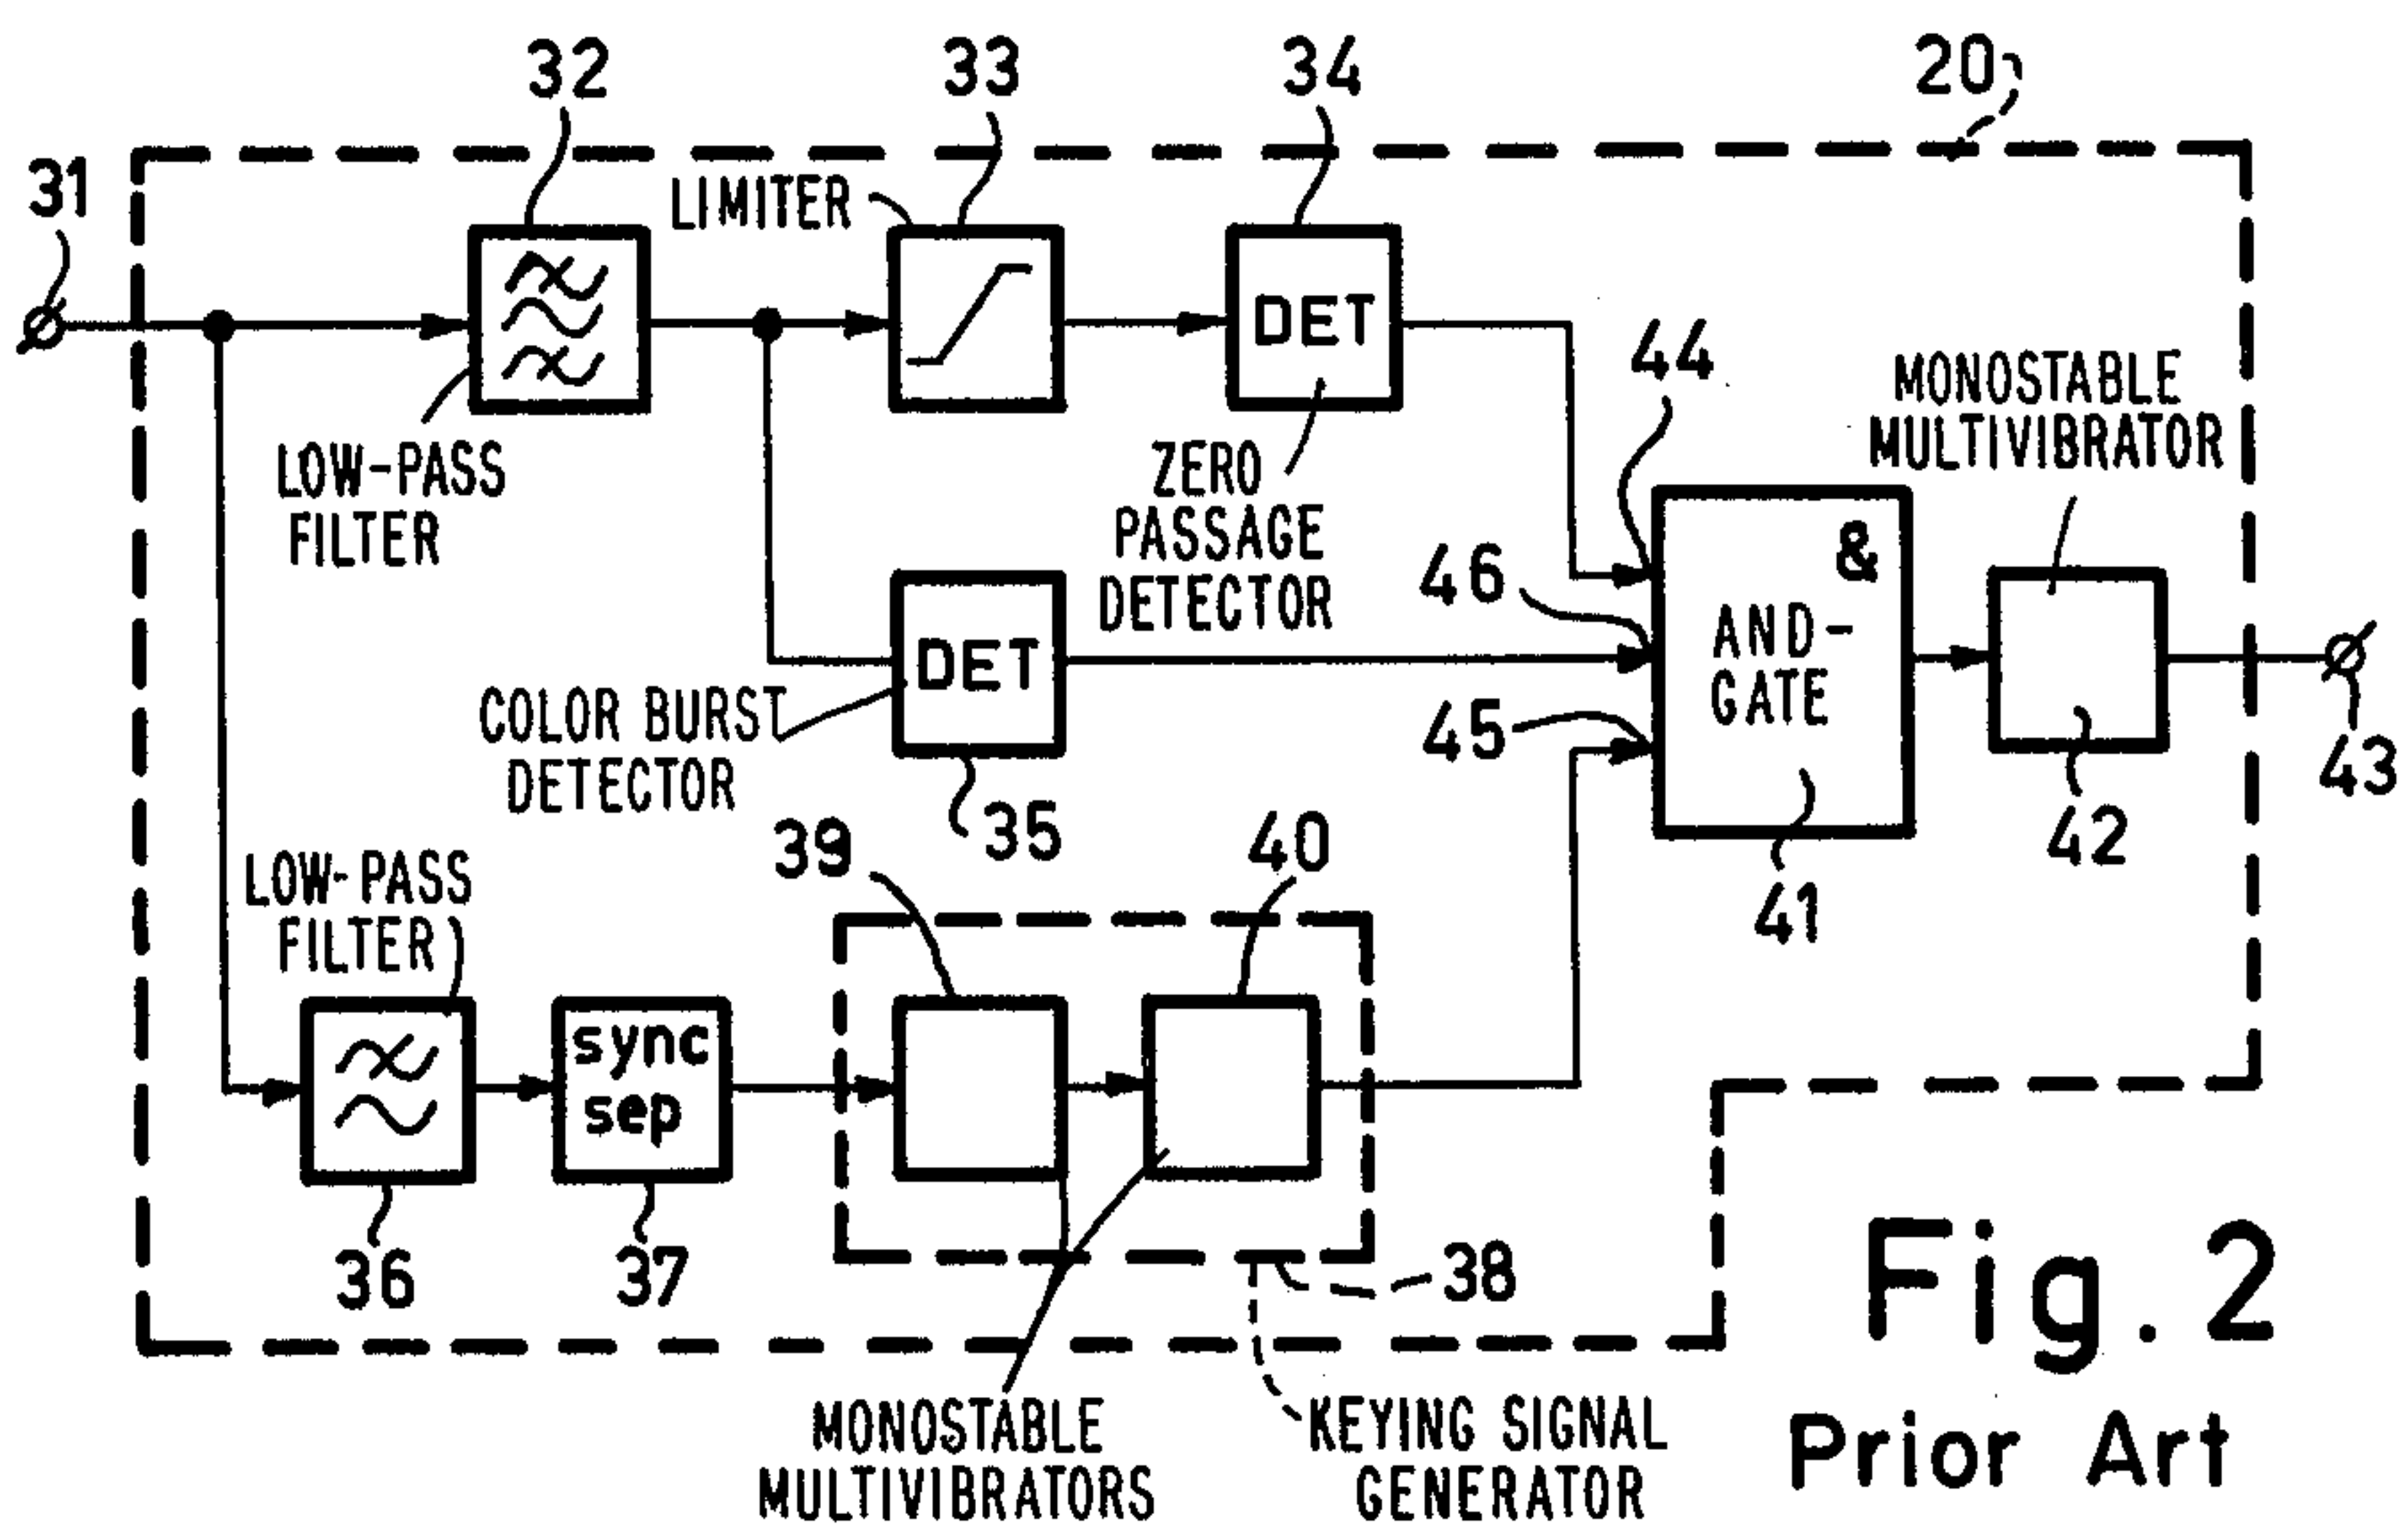 32
33
34
20
31
LIMITER
DET
44
MONOSTABLE
MULTIVIBRATOR
LOW-PASS
FILTER
ZERO
PASSAGE
DETECTOR
46
&
AND-
GATE
DET
COLOR BURST
DETECTOR
45
43
35
39
40
42
41
LOW-PASS
FILTER
sync
sep
36
37
38
Fig. 2
Prior Art
MONOSTABLE
MULTIVIBRATORS
KEYING SIGNAL
GENERATOR